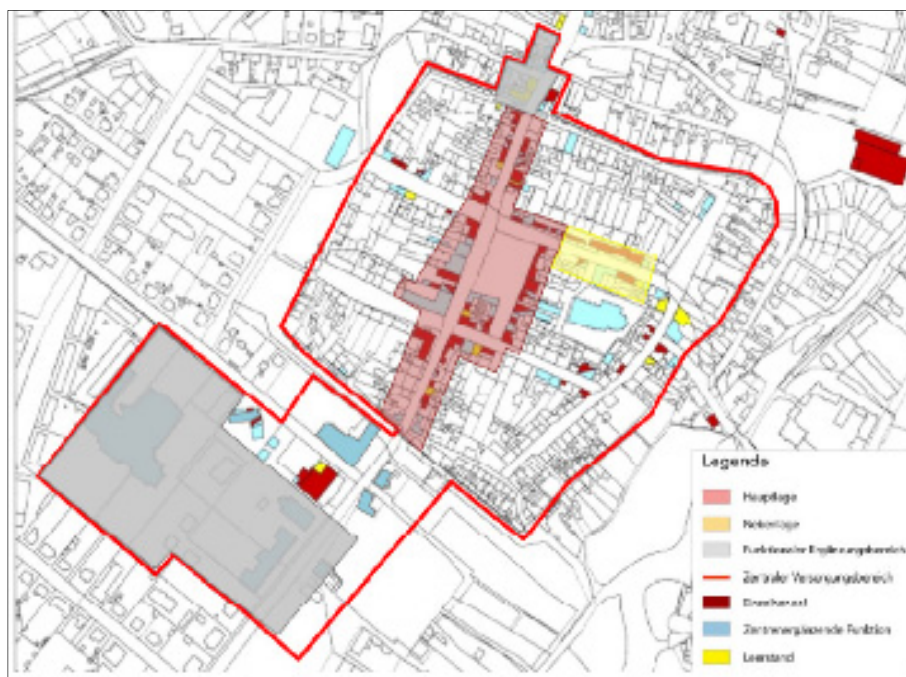 Legende
Hauptlage
Nebenlage
Funktionaler Ergänzungsbereich
Zentraler Versorgungsbereich
Einzelhandel
Zentrenergänzende Funktion
Leerstand